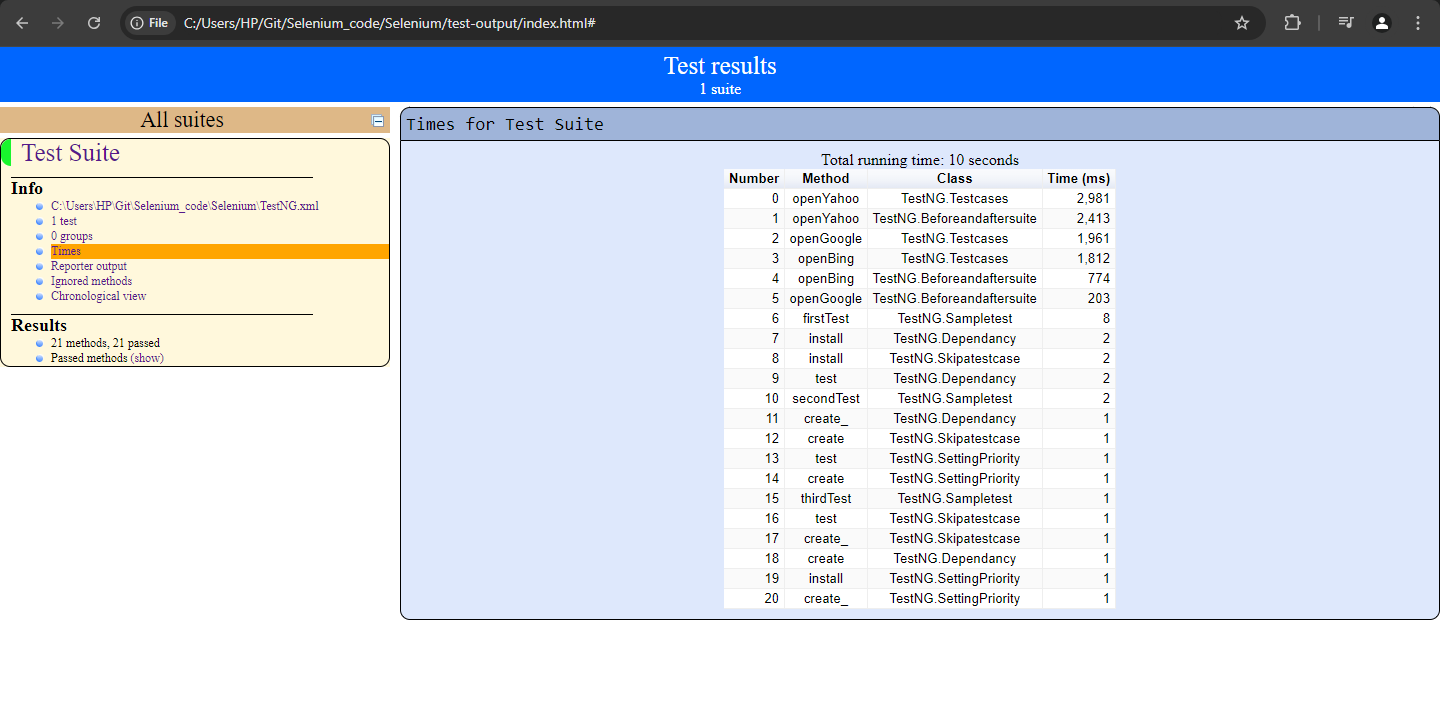 File C:/Users/HP/Git/Selenium_code/Selenium/test-output/index.html#
Test results
1 suite
All suites
Test Suite
Info
C:\Users\HP\Git\Selenium_code\Selenium\TestNG.xml
1 test
0 groups
Times
Reporter output
Ignored methods
Chronological view
Results
21 methods, 21 passed
Passed methods (show)
Times for Test Suite
Total running time: 10 seconds
Number Method Class Time (ms)
0 openYahoo TestNG.Testcases 2,981
1 openYahoo TestNG.Beforeandaftersuite 2,413
2 openGoogle TestNG.Testcases 1,961
3 openBing TestNG.Testcases 1,812
4 openBing TestNG.Beforeandaftersuite 774
5 openGoogle TestNG.Beforeandaftersuite 203
6 firstTest TestNG.Sampletest 8
7 install TestNG.Dependancy 2
8 install TestNG.Skipatestcase 2
9 test TestNG.Dependancy 2
10 secondTest TestNG.Sampletest 2
11 create_ TestNG.Dependancy 1
12 create TestNG.Skipatestcase 1
13 test TestNG.SettingPriority 1
14 create TestNG.SettingPriority 1
15 thirdTest TestNG.Sampletest 1
16 test TestNG.Skipatestcase 1
17 create_ TestNG.Skipatestcase 1
18 create TestNG.Dependancy 1
19 install TestNG.SettingPriority 1
20 create_ TestNG.SettingPriority 1